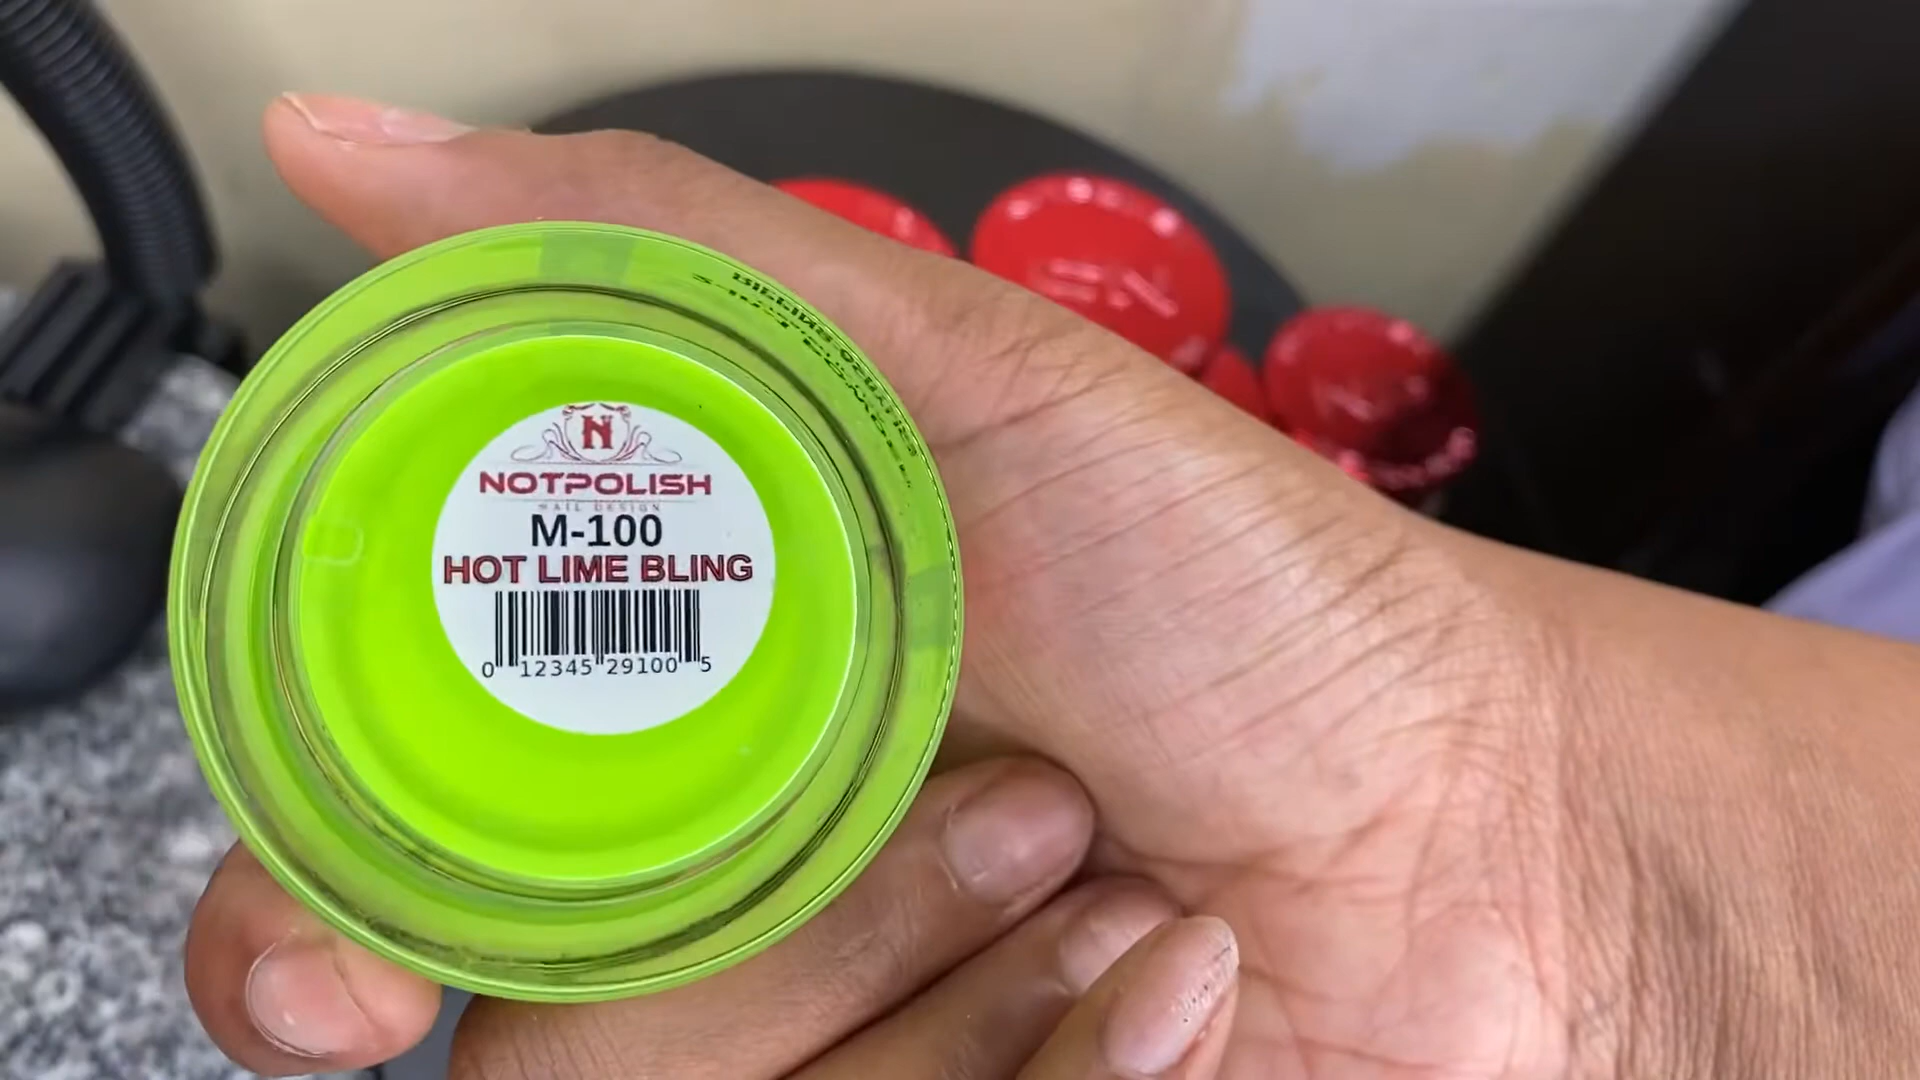 N
NOTPOLISH
NAIL DESIGN
M-100
HOT LIME BLING
0 12345 29100 5